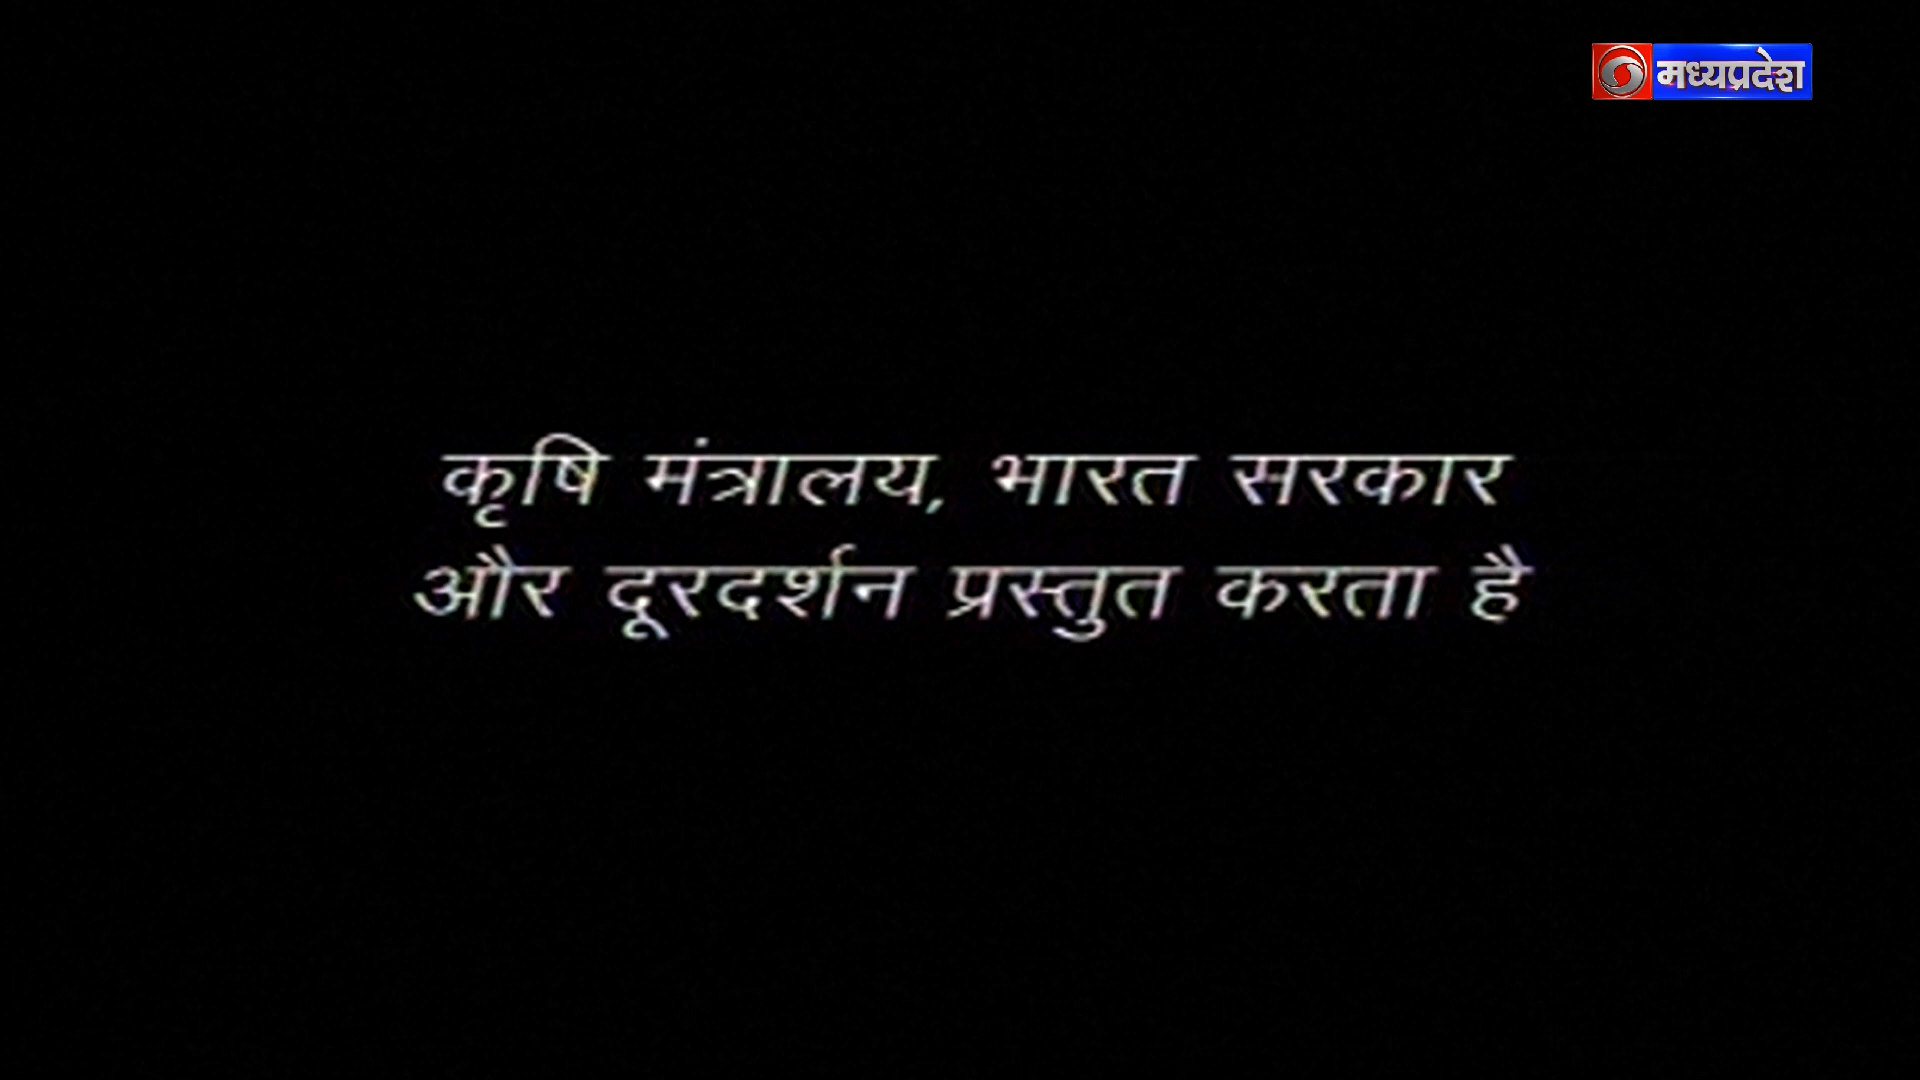 मध्यप्रदेश
कृषि मंत्रालय, भारत सरकार
और दूरदर्शन प्रस्तुत करता है